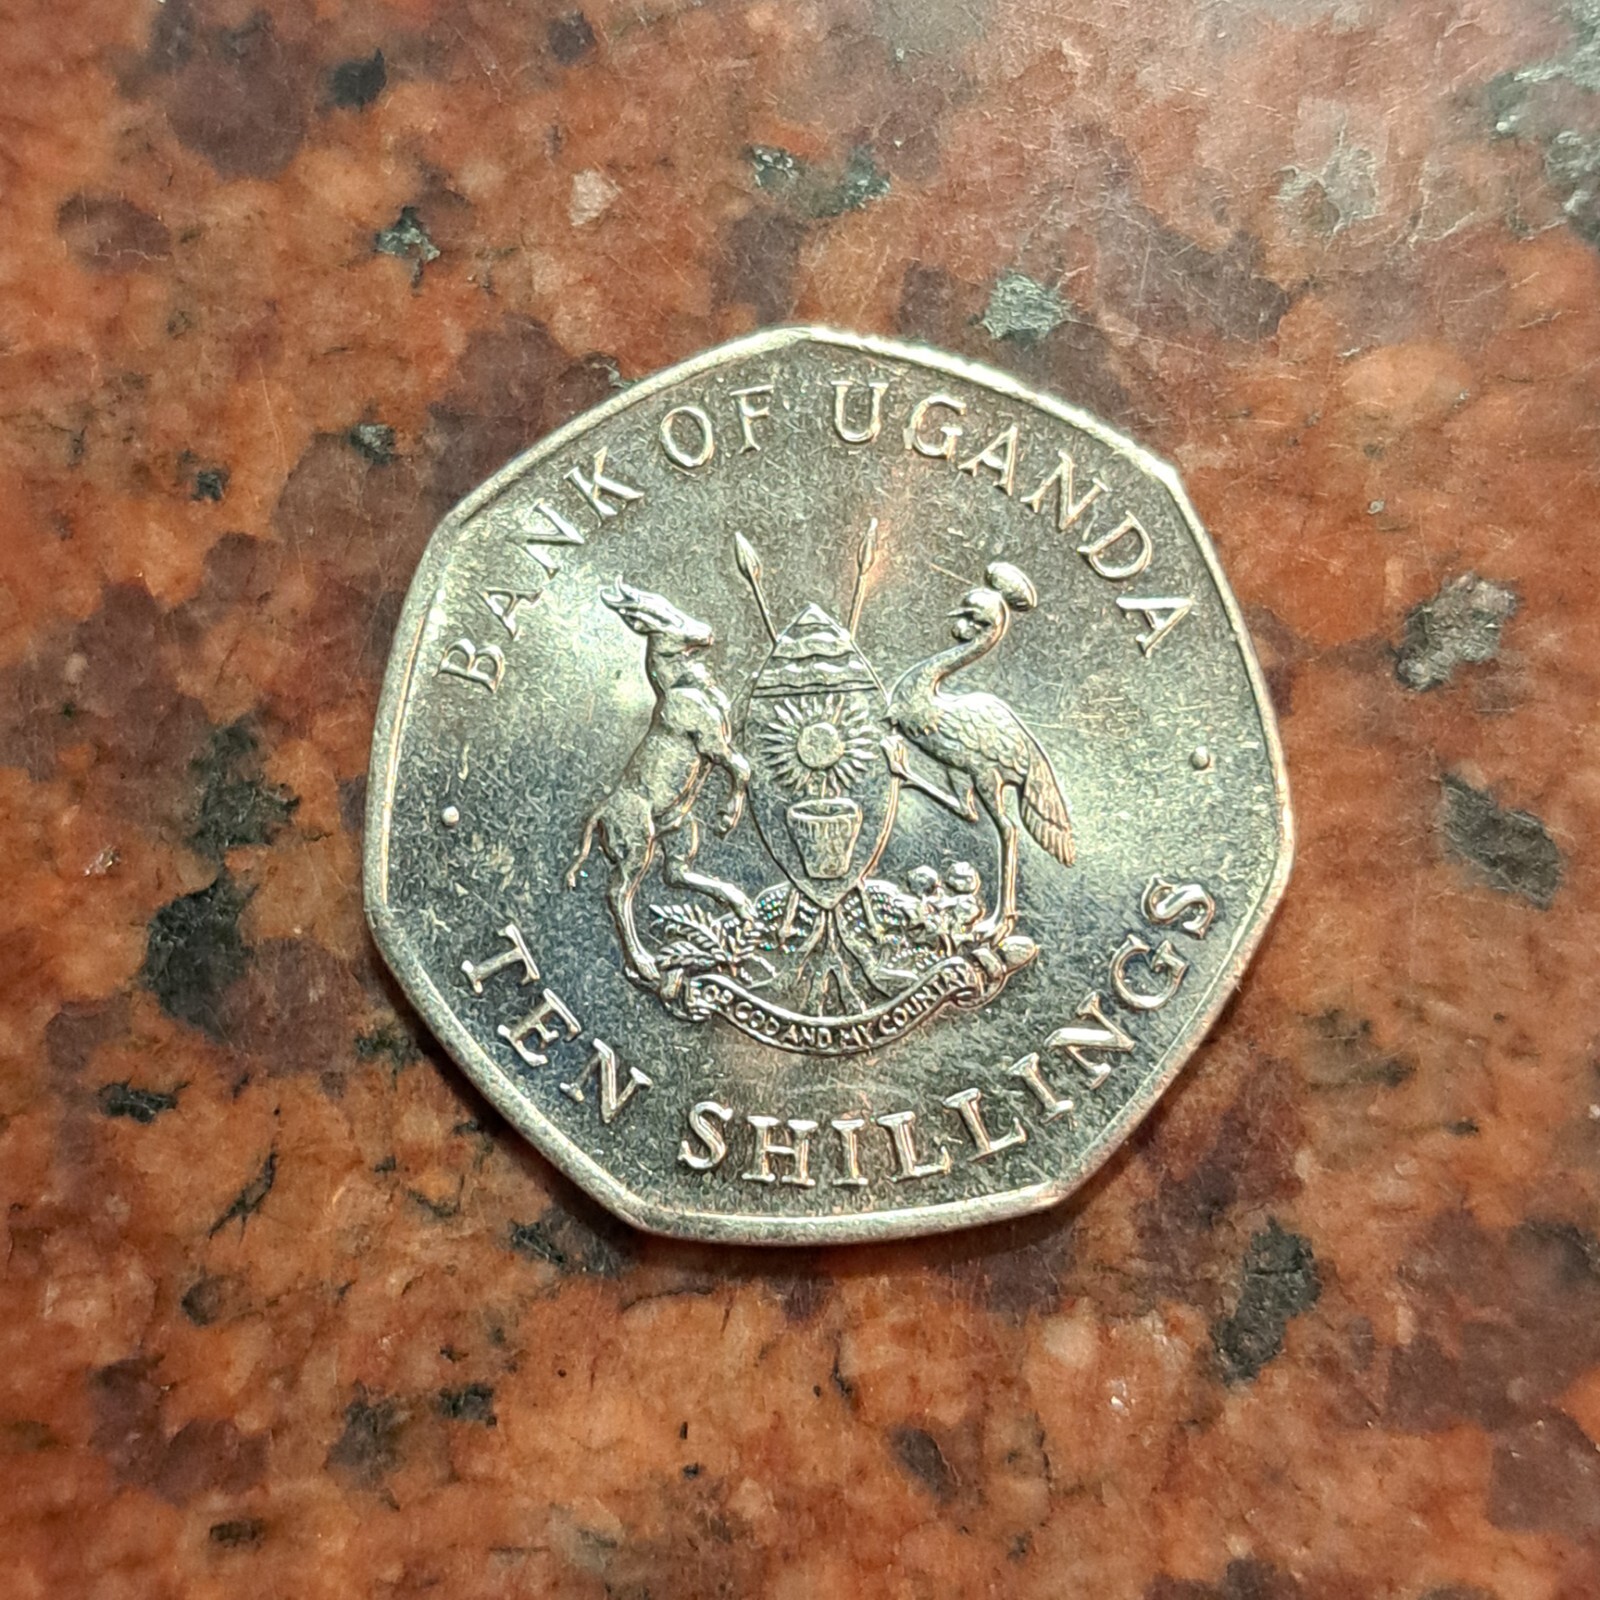 BANK OF UGANDA
FOR GOD AND MY COUNTRY
TEN SHILLINGS